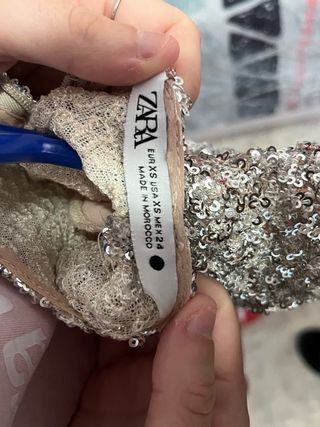 ZARA
EUR XS USA XS MEX 24
MADE IN MOROCCO